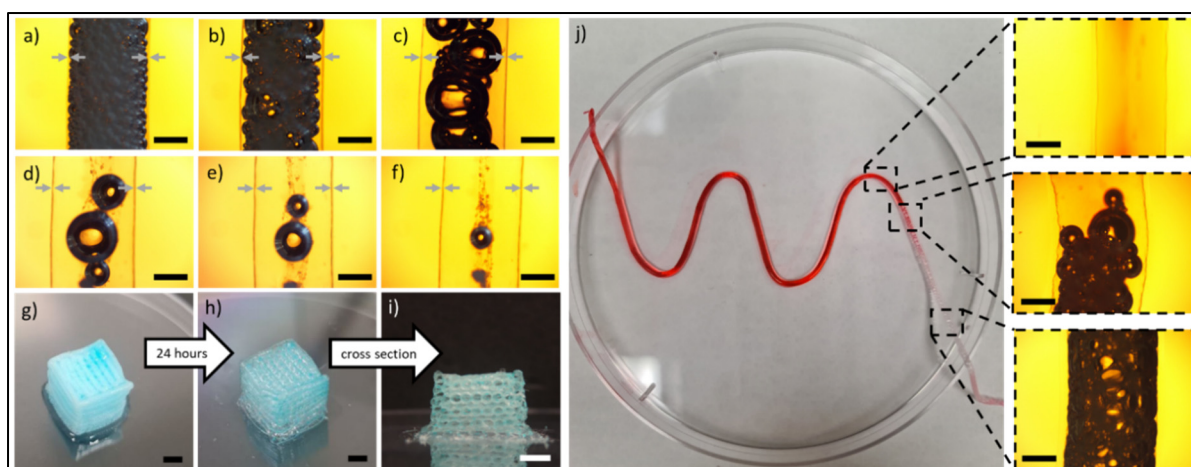 a)
b)
c)
j)
d)
e)
f)
g)
24 hours
h)
cross section
i)